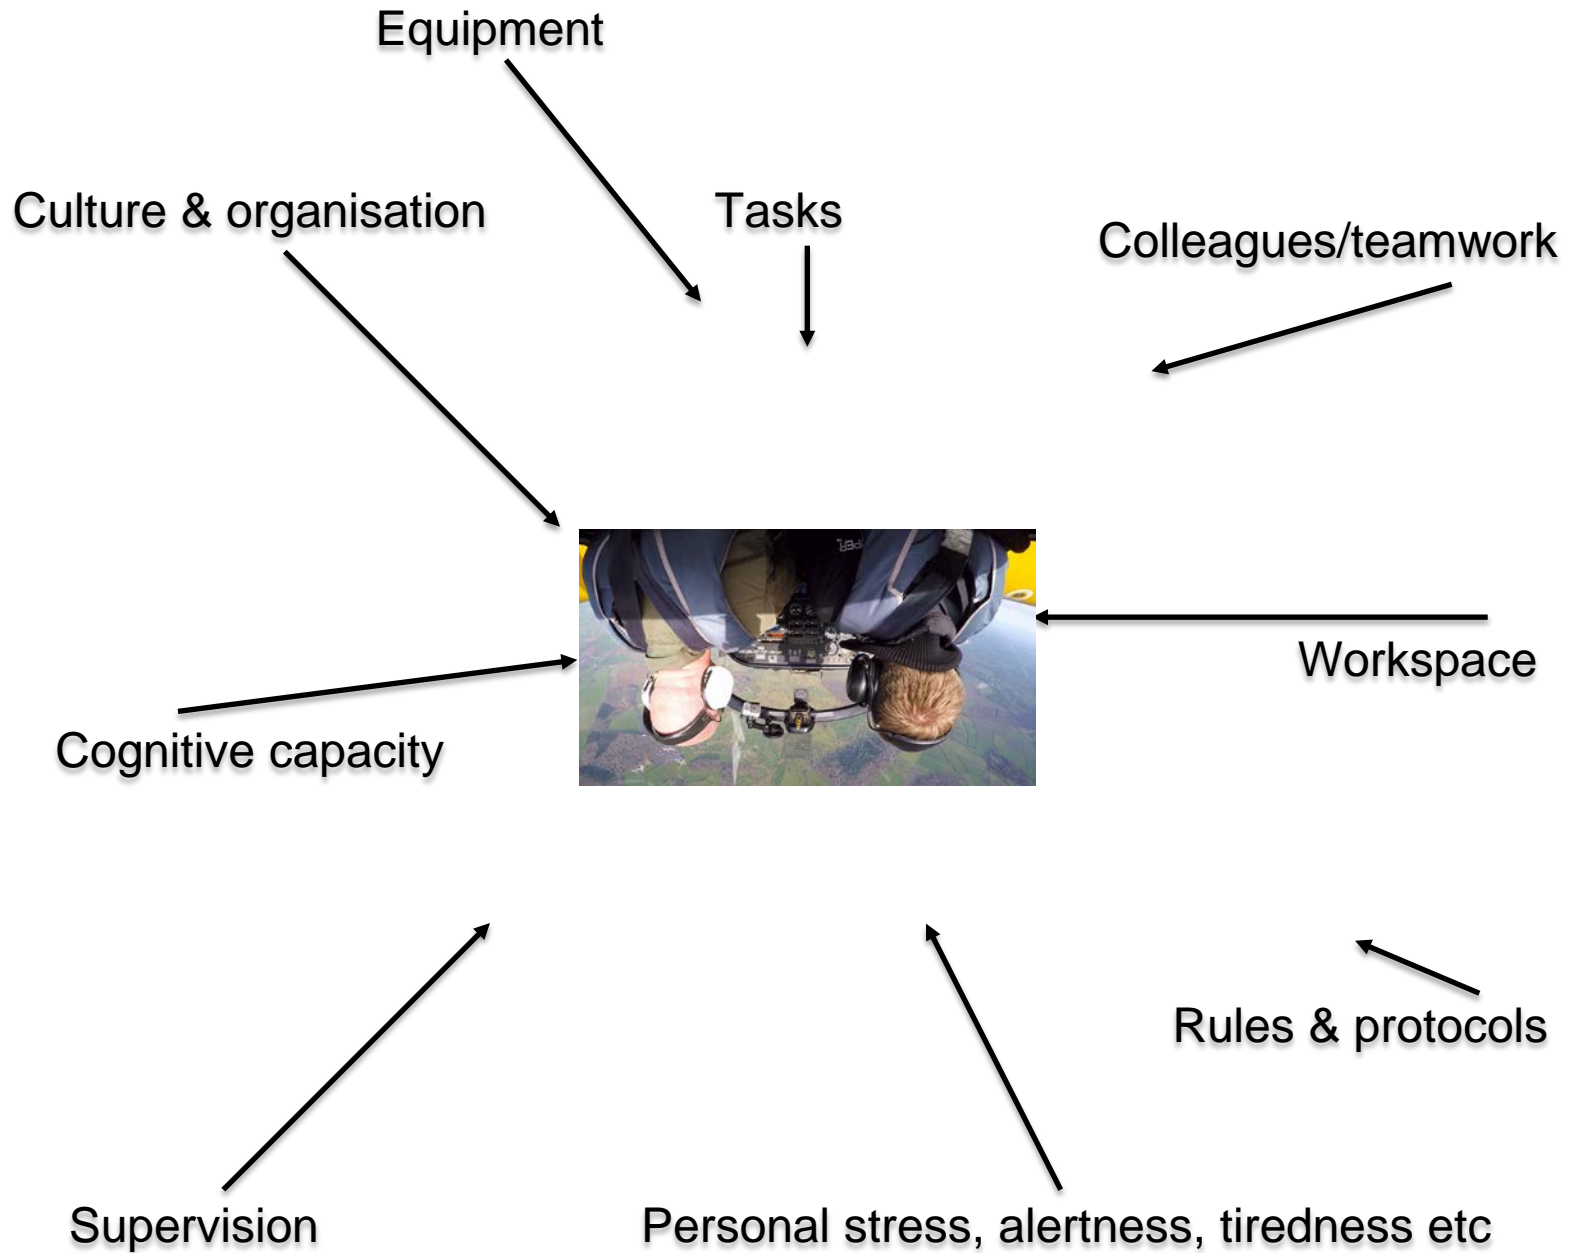 Equipment
Culture & organisation
Tasks
Colleagues/teamwork
Workspace
Cognitive capacity
Rules & protocols
Supervision
Personal stress, alertness, tiredness etc